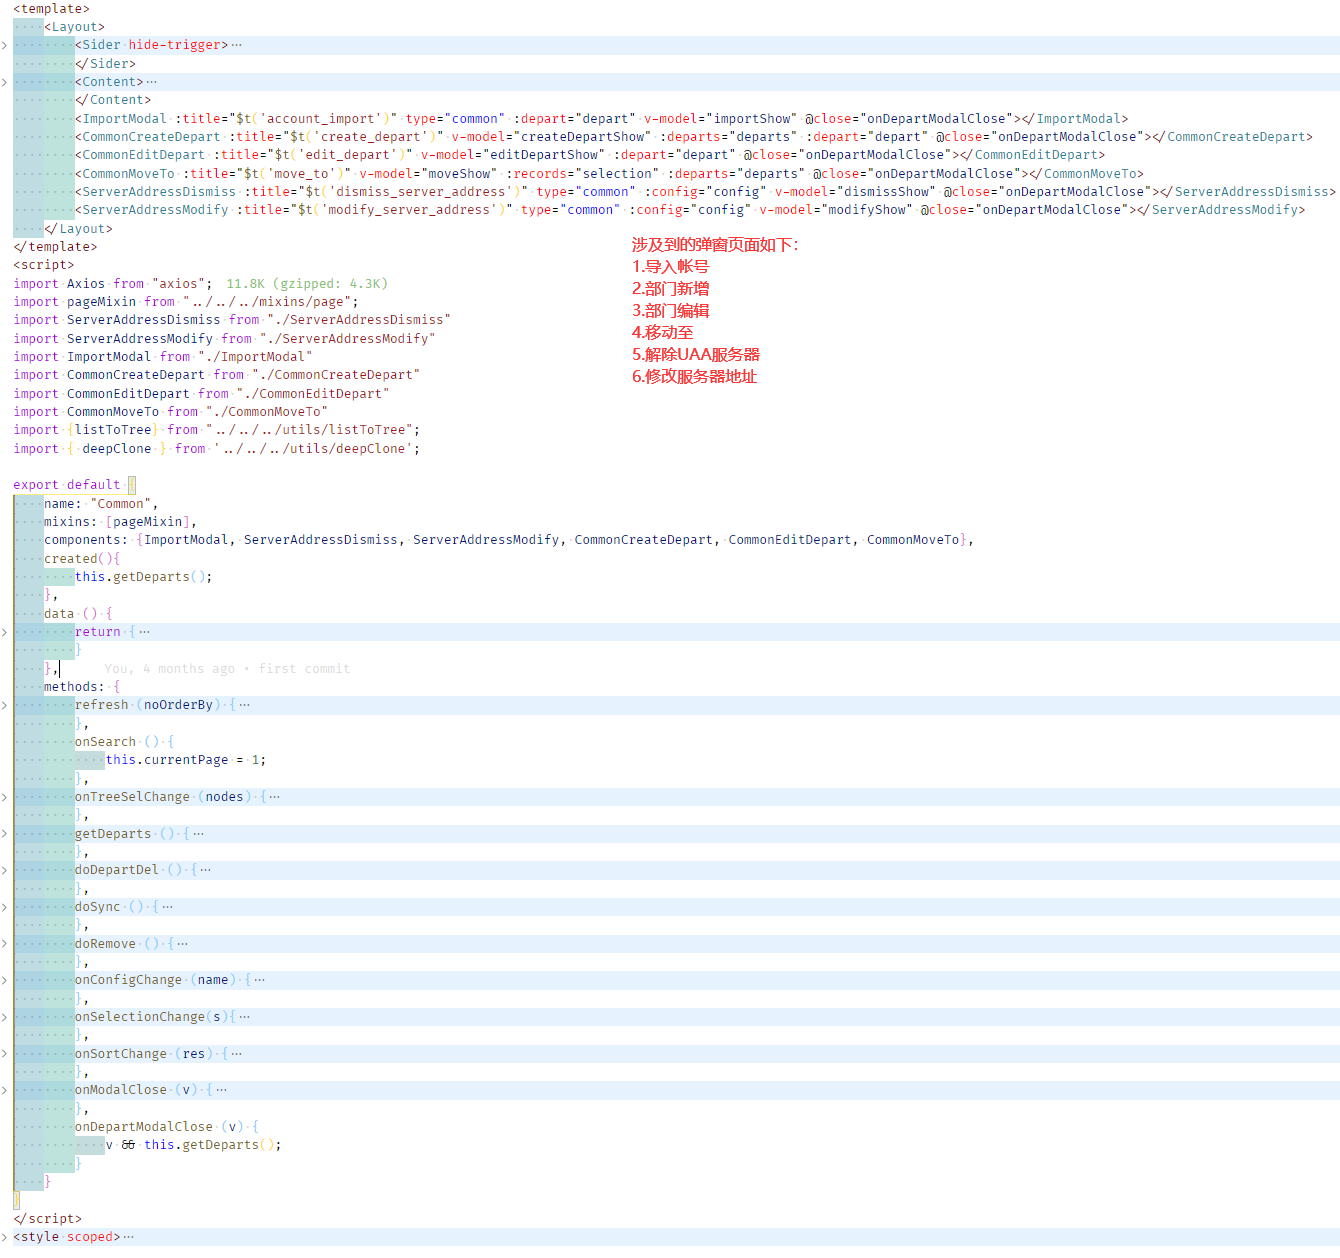 <template>
<Layout>
<Sider hide-trigger>…
</Sider>
<Content>…
</Content>
<ImportModal :title="$t('account_import')" type="common" :depart="depart" v-model="importShow" @close="onDepartModalClose"></ImportModal>
<CommonCreateDepart :title="$t('create_depart')" v-model="createDepartShow" :departs="departs" :depart="depart" @close="onDepartModalClose"></CommonCreateDepart>
<CommonEditDepart :title="$t('edit_depart')" v-model="editDepartShow" :depart="depart" @close="onDepartModalClose"></CommonEditDepart>
<CommonMoveTo :title="$t('move_to')" v-model="moveShow" :records="selection" :departs="departs" @close="onDepartModalClose"></CommonMoveTo>
<ServerAddressDismiss :title="$t('dismiss_server_address')" type="common" :config="config" v-model="dismissShow" @close="onDepartModalClose"></ServerAddressDismiss>
<ServerAddressModify :title="$t('modify_server_address')" type="common" :config="config" v-model="modifyShow" @close="onDepartModalClose"></ServerAddressModify>
</Layout>
</template>
<script>
import Axios from "axios"; 11.8K (gzipped: 4.3K)
import pageMixin from "../../../mixins/page";
import ServerAddressDismiss from "./ServerAddressDismiss"
import ServerAddressModify from "./ServerAddressModify"
import ImportModal from "./ImportModal"
import CommonCreateDepart from "./CommonCreateDepart"
import CommonEditDepart from "./CommonEditDepart"
import CommonMoveTo from "./CommonMoveTo"
import {listToTree} from "../../../utils/listToTree";
import { deepClone } from '../../../utils/deepClone';
涉及到的弹窗页面如下：
1.导入帐号
2.部门新增
3.部门编辑
4.移动至
5.解除UAA服务器
6.修改服务器地址
export default {
name: "Common",
mixins: [pageMixin],
components: {ImportModal, ServerAddressDismiss, ServerAddressModify, CommonCreateDepart, CommonEditDepart, CommonMoveTo},
created(){
this.getDeparts();
},
data () {
return {…
}
}, You, 4 months ago • first commit
methods: {
refresh (noOrderBy) {…
},
onSearch () {
this.currentPage = 1;
},
onTreeSelChange (nodes) {…
},
getDeparts () {…
},
doDepartDel () {…
},
doSync () {…
},
doRemove () {…
},
onConfigChange (name) {…
},
onSelectionChange(s){…
},
onSortChange (res) {…
},
onModalClose (v) {…
},
onDepartModalClose (v) {
v && this.getDeparts();
}
}
}
</script>
<style scoped>…